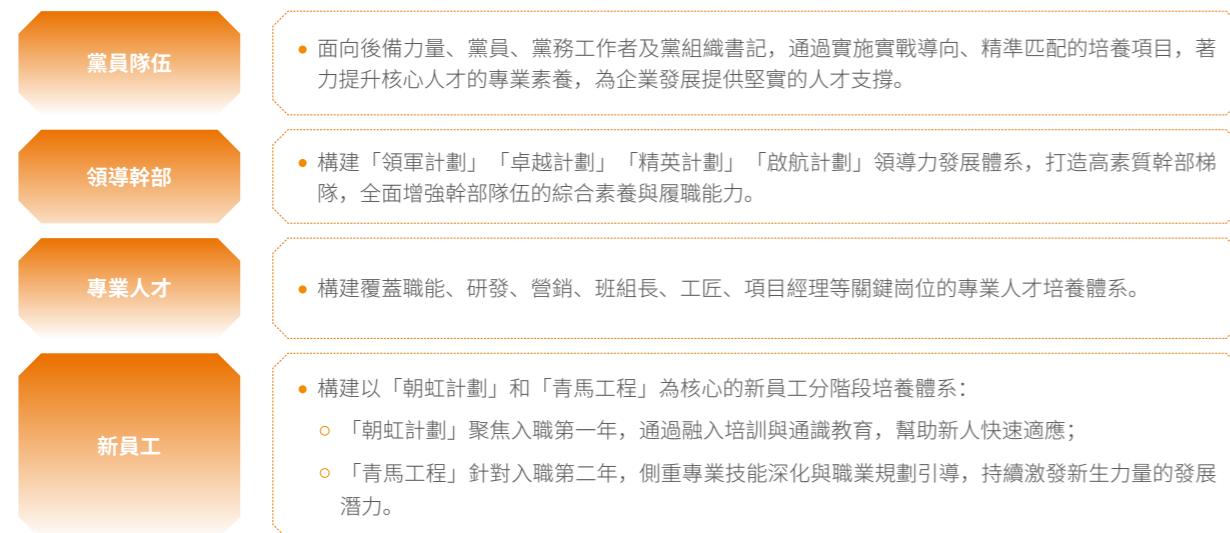 黨員隊伍
● 面向後備力量、黨員、黨務工作者及黨組織書記，通過實施實戰導向、精準匹配的培養項目，著
力提升核心人才的專業素養，為企業發展提供堅實的人才支撐。
領導幹部
● 構建「領軍計劃」「卓越計劃」「精英計劃」「啟航計劃」領導力發展體系，打造高素質幹部梯
隊，全面增強幹部隊伍的綜合素養與履職能力。
專業人才
● 構建覆蓋職能、研發、營銷、班組長、工匠、項目經理等關鍵崗位的專業人才培養體系。
新員工
● 構建以「朝虹計劃」和「青馬工程」為核心的新員工分階段培養體系：
○ 「朝虹計劃」聚焦入職第一年，通過融入培訓與通識教育，幫助新人快速適應；
○ 「青馬工程」針對入職第二年，側重專業技能深化與職業規劃引導，持續激發新生力量的發展
潛力。